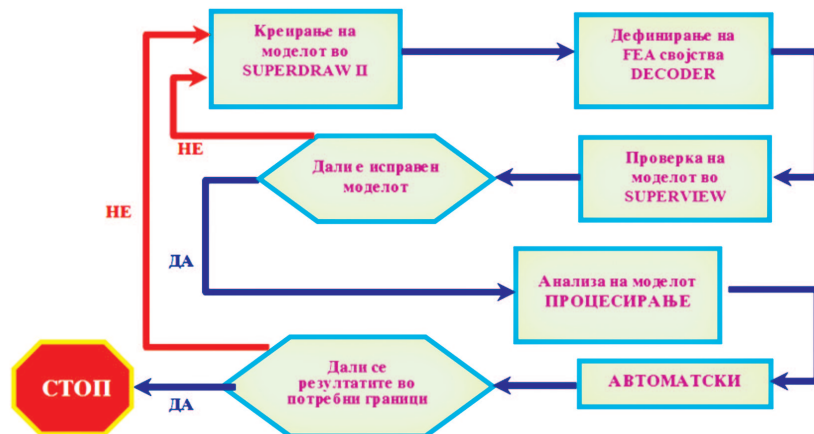 Креирање на
моделот во
SUPERDRAW II
Дефинирање на
FEA својства
DECODER
НЕ
Дали е исправен
моделот
Проверка на
моделот во
SUPERVIEW
НЕ
ДА
Анализа на моделот
ПРОЦЕСИРАЊЕ
СТОП
ДА
Дали се
резултатите во
потребни граници
АВТОМАТСКИ